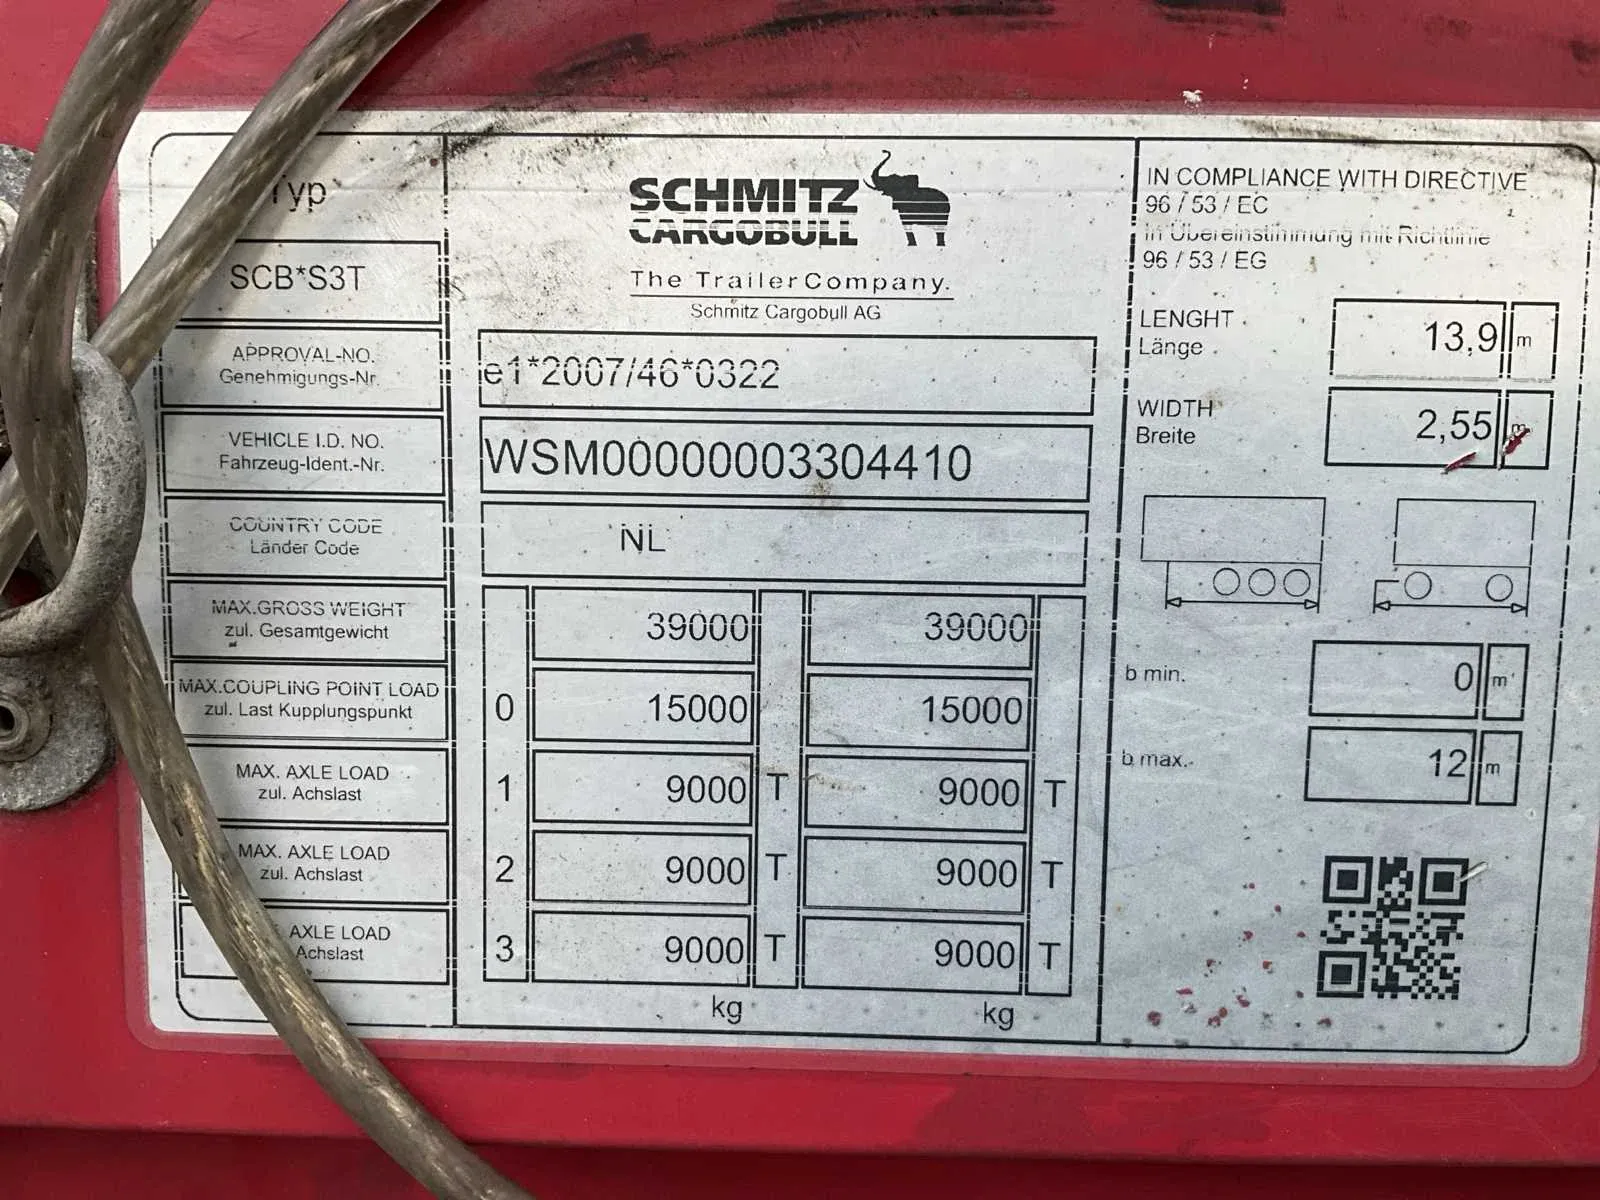 Typ
SCHMITZ
CARGOBULL
The Trailer Company.
Schmitz Cargobull AG
SCB*S3T
APPROVAL-NO.
Genehmigungs-Nr.
e1*2007/46*0322
VEHICLE I.D. NO.
Fahrzeug-Ident.-Nr.
WSM00000003304410
COUNTRY CODE
Länder Code
NL
MAX.GROSS WEIGHT
zul. Gesamtgewicht
39000 39000
MAX.COUPLING POINT LOAD
zul. Last Kupplungspunkt
0 15000 15000
MAX. AXLE LOAD
zul. Achslast
1 9000 T 9000 T
MAX. AXLE LOAD
zul. Achslast
2 9000 T 9000 T
AXLE LOAD
Achslast
3 9000 T 9000 T
kg kg
IN COMPLIANCE WITH DIRECTIVE
96 / 53 / EC
In Übereinstimmung mit Richtlinie
96 / 53 / EG
LENGHT
Länge
13,9 m
WIDTH
Breite
2,55 m
b min. 0 m
b max. 12 m